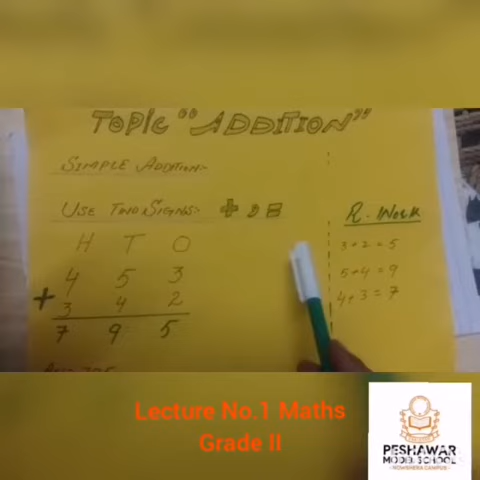 TOPIC "ADDITION"
SIMPLE ADDITION:-
USE TWO SIGNS:- + , =
H T O
4 5 3
+ 3 4 2
7 9 5
R. WORK
3+2=5
5+4=9
4+3=7
Lecture No.1 Maths
Grade II
PESHAWAR
MODEL SCHOOL